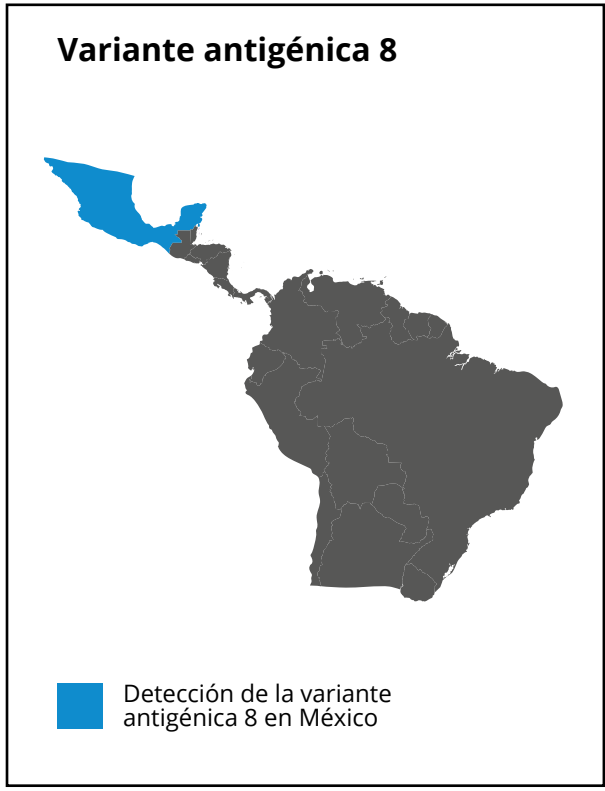 Variante antigénica 8
Detección de la variante
antigénica 8 en México